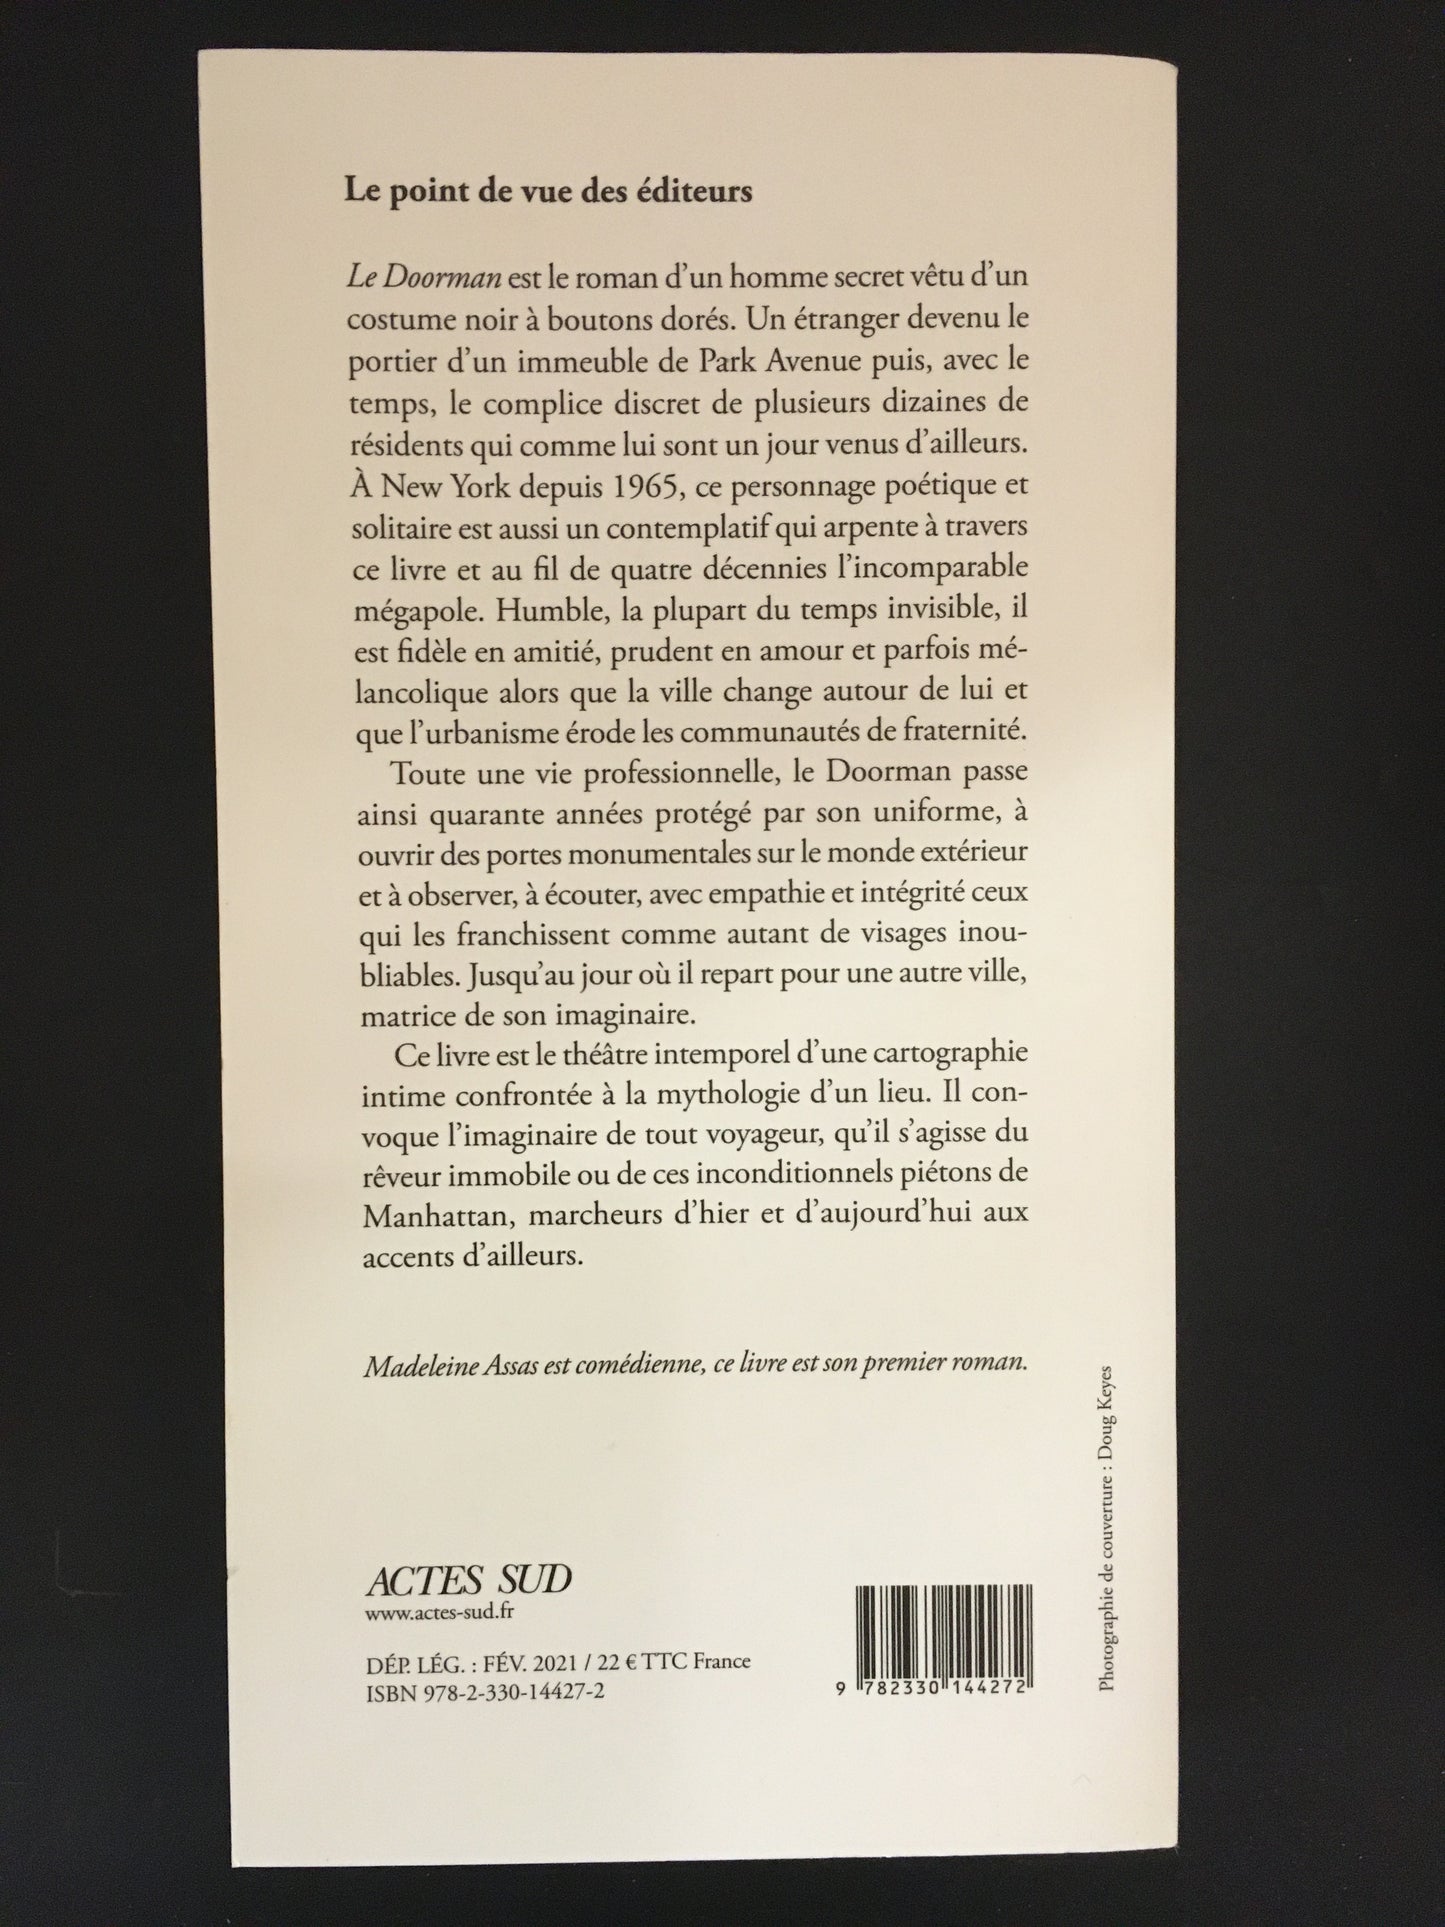 Le point de vue des éditeurs
Le Doorman est le roman d'un homme secret vêtu d'un
costume noir à boutons dorés. Un étranger devenu le
portier d'un immeuble de Park Avenue puis, avec le
temps, le complice discret de plusieurs dizaines de
résidents qui comme lui sont un jour venus d'ailleurs.
À New York depuis 1965, ce personnage poétique et
solitaire est aussi un contemplatif qui arpente à travers
ce livre et au fil de quatre décennies l'incomparable
mégapole. Humble, la plupart du temps invisible, il
est fidèle en amitié, prudent en amour et parfois mé-
lancolique alors que la ville change autour de lui et
que l'urbanisme érode les communautés de fraternité.
Toute une vie professionnelle, le Doorman passe
ainsi quarante années protégé par son uniforme, à
ouvrir des portes monumentales sur le monde extérieur
et à observer, à écouter, avec empathie et intégrité ceux
qui les franchissent comme autant de visages inou-
bliables. Jusqu'au jour où il repart pour une autre ville,
matrice de son imaginaire.
Ce livre est le théâtre intemporel d'une cartographie
intime confrontée à la mythologie d'un lieu. Il con-
voque l'imaginaire de tout voyageur, qu'il s'agisse du
rêveur immobile ou de ces inconditionnels piétons de
Manhattan, marcheurs d'hier et d'aujourd'hui aux
accents d'ailleurs.
Madeleine Assas est comédienne, ce livre est son premier roman.
Photographie de couverture : Doug Keyes
ACTES SUD
www.actes-sud.fr
DÉP. LÉG. : FÉV. 2021 / 22 € TTC France
ISBN 978-2-330-14427-2
9 782330 144272